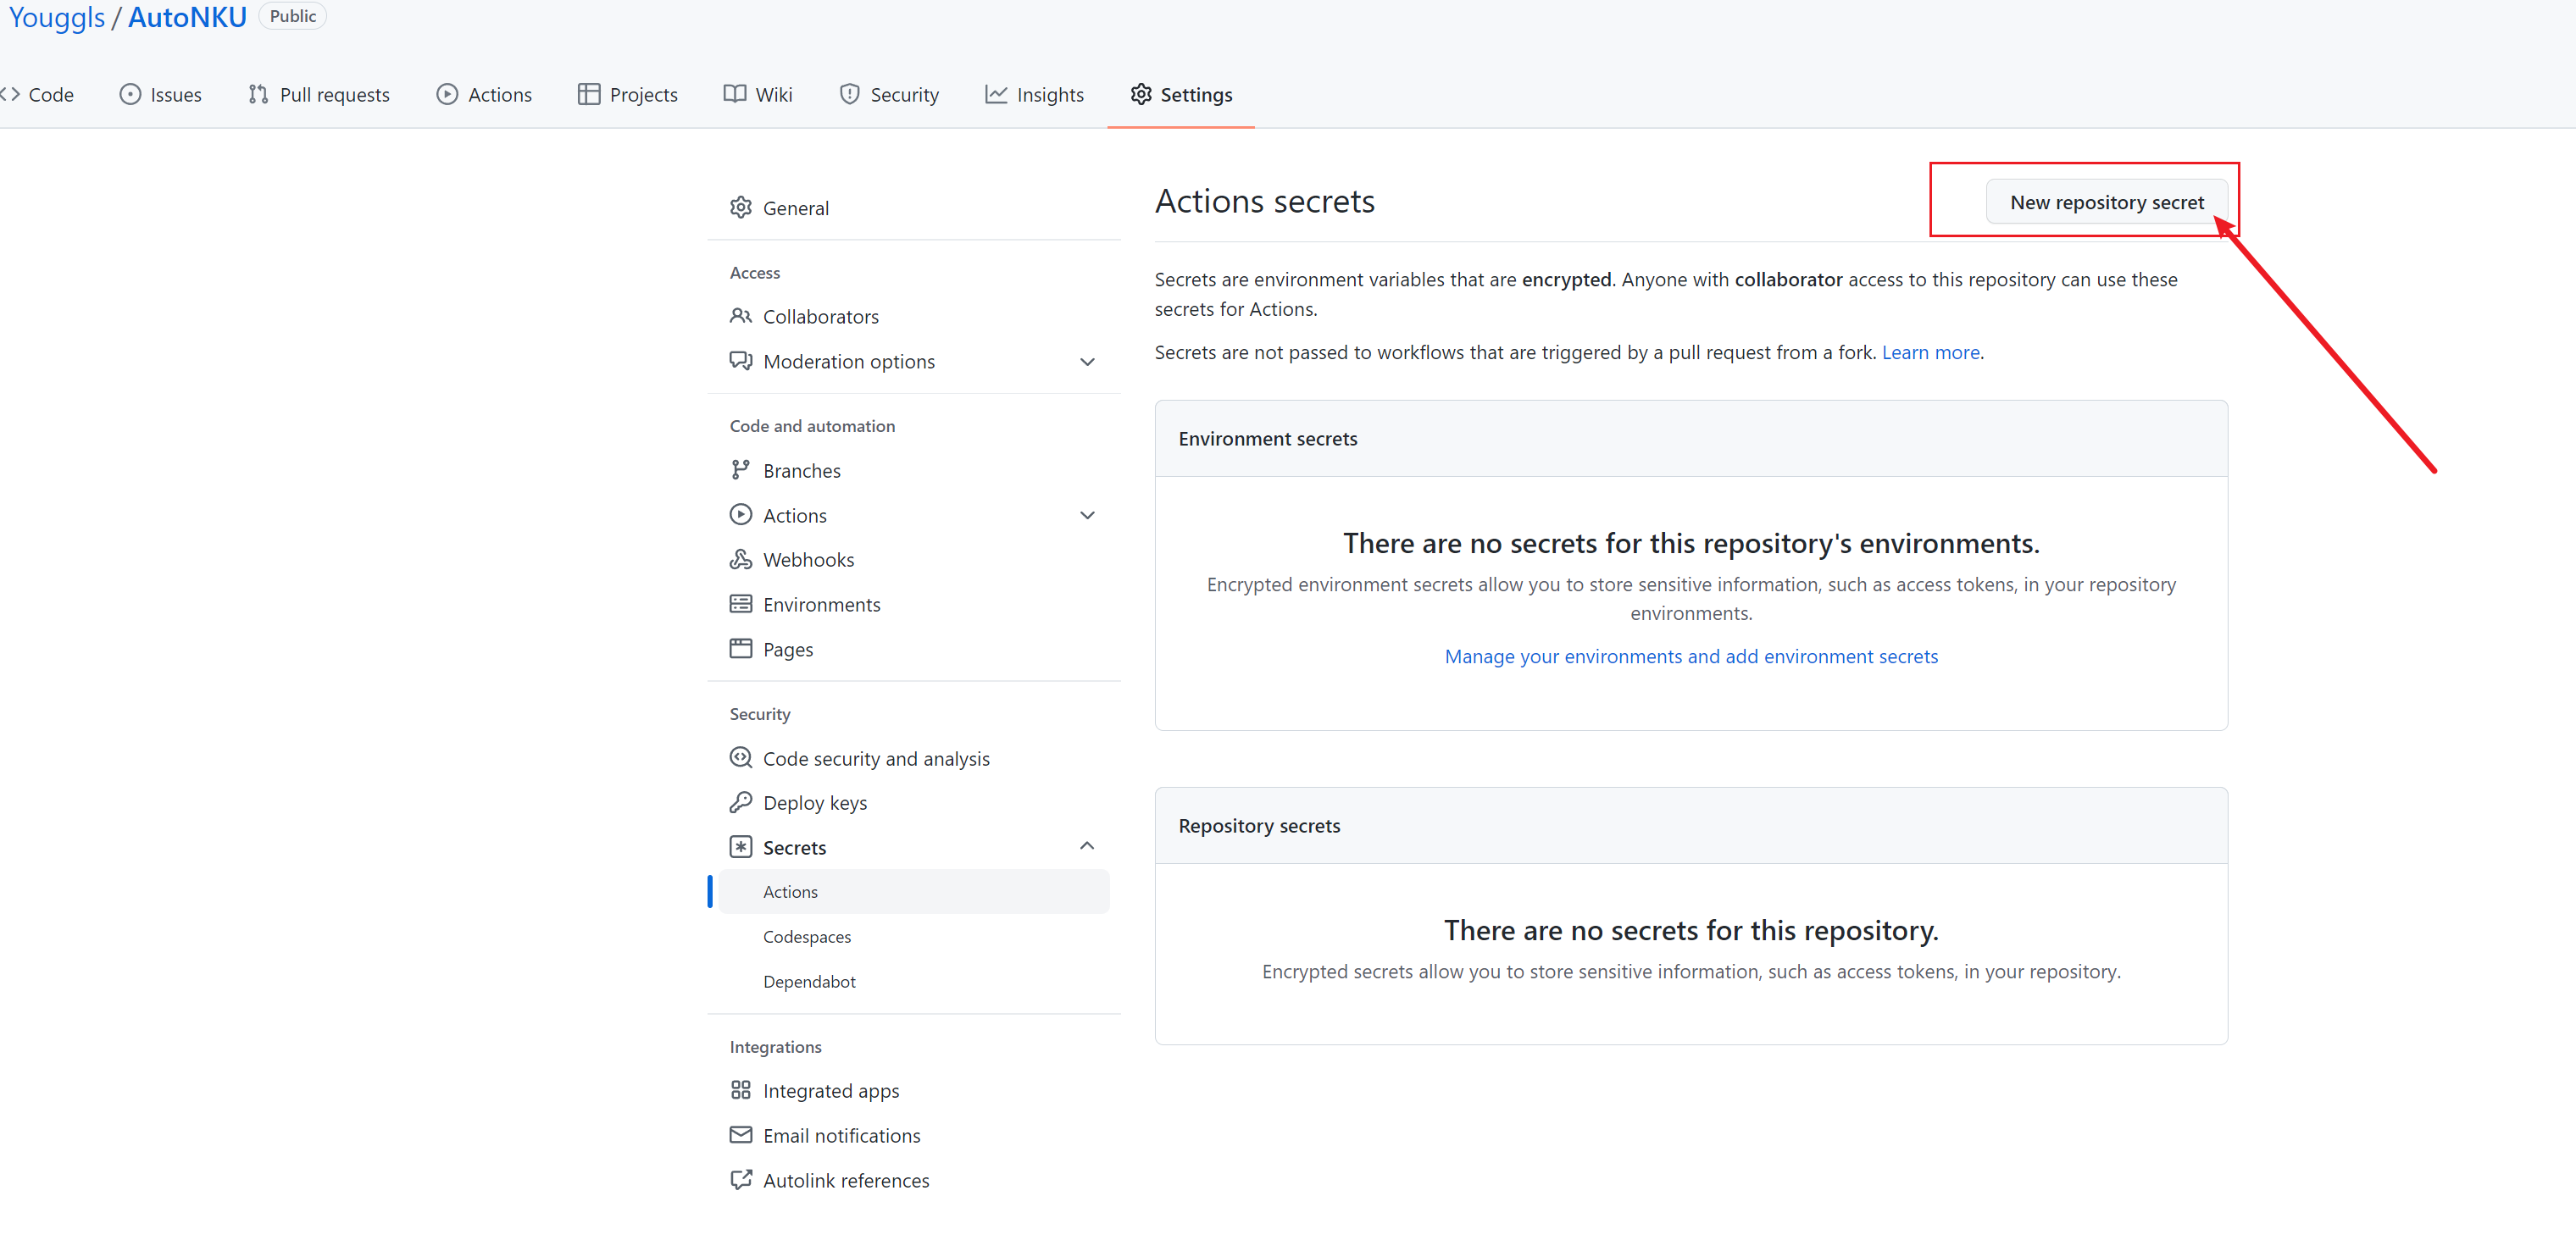 Youggls / AutoNKU Public
Code Issues Pull requests Actions Projects Wiki Security Insights Settings
General
Access
Collaborators
Moderation options
Code and automation
Branches
Actions
Webhooks
Environments
Pages
Security
Code security and analysis
Deploy keys
Secrets
Actions
Codespaces
Dependabot
Integrations
Integrated apps
Email notifications
Autolink references
Actions secrets
New repository secret
Secrets are environment variables that are encrypted. Anyone with collaborator access to this repository can use these
secrets for Actions.
Secrets are not passed to workflows that are triggered by a pull request from a fork. Learn more.
Environment secrets
There are no secrets for this repository's environments.
Encrypted environment secrets allow you to store sensitive information, such as access tokens, in your repository
environments.
Manage your environments and add environment secrets
Repository secrets
There are no secrets for this repository.
Encrypted secrets allow you to store sensitive information, such as access tokens, in your repository.